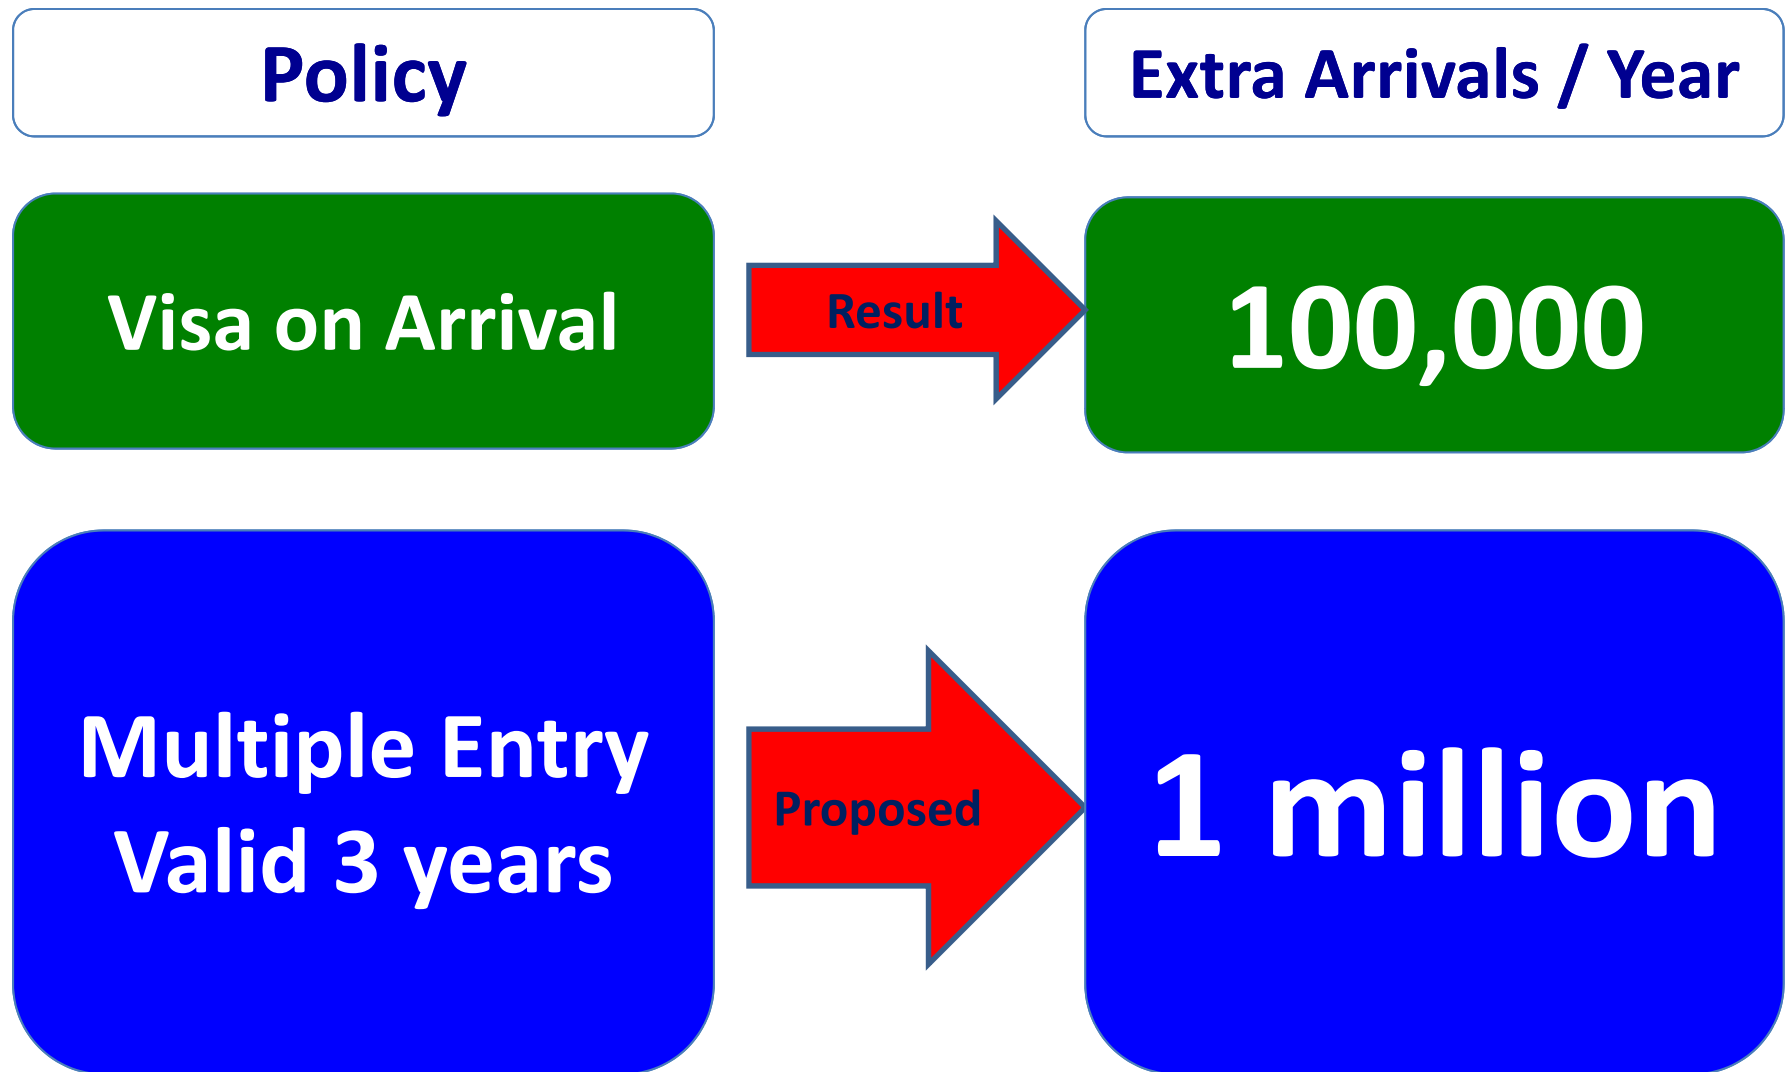 Policy
Extra Arrivals / Year
Visa on Arrival
Result
100,000
Multiple Entry
Valid 3 years
Proposed
1 million